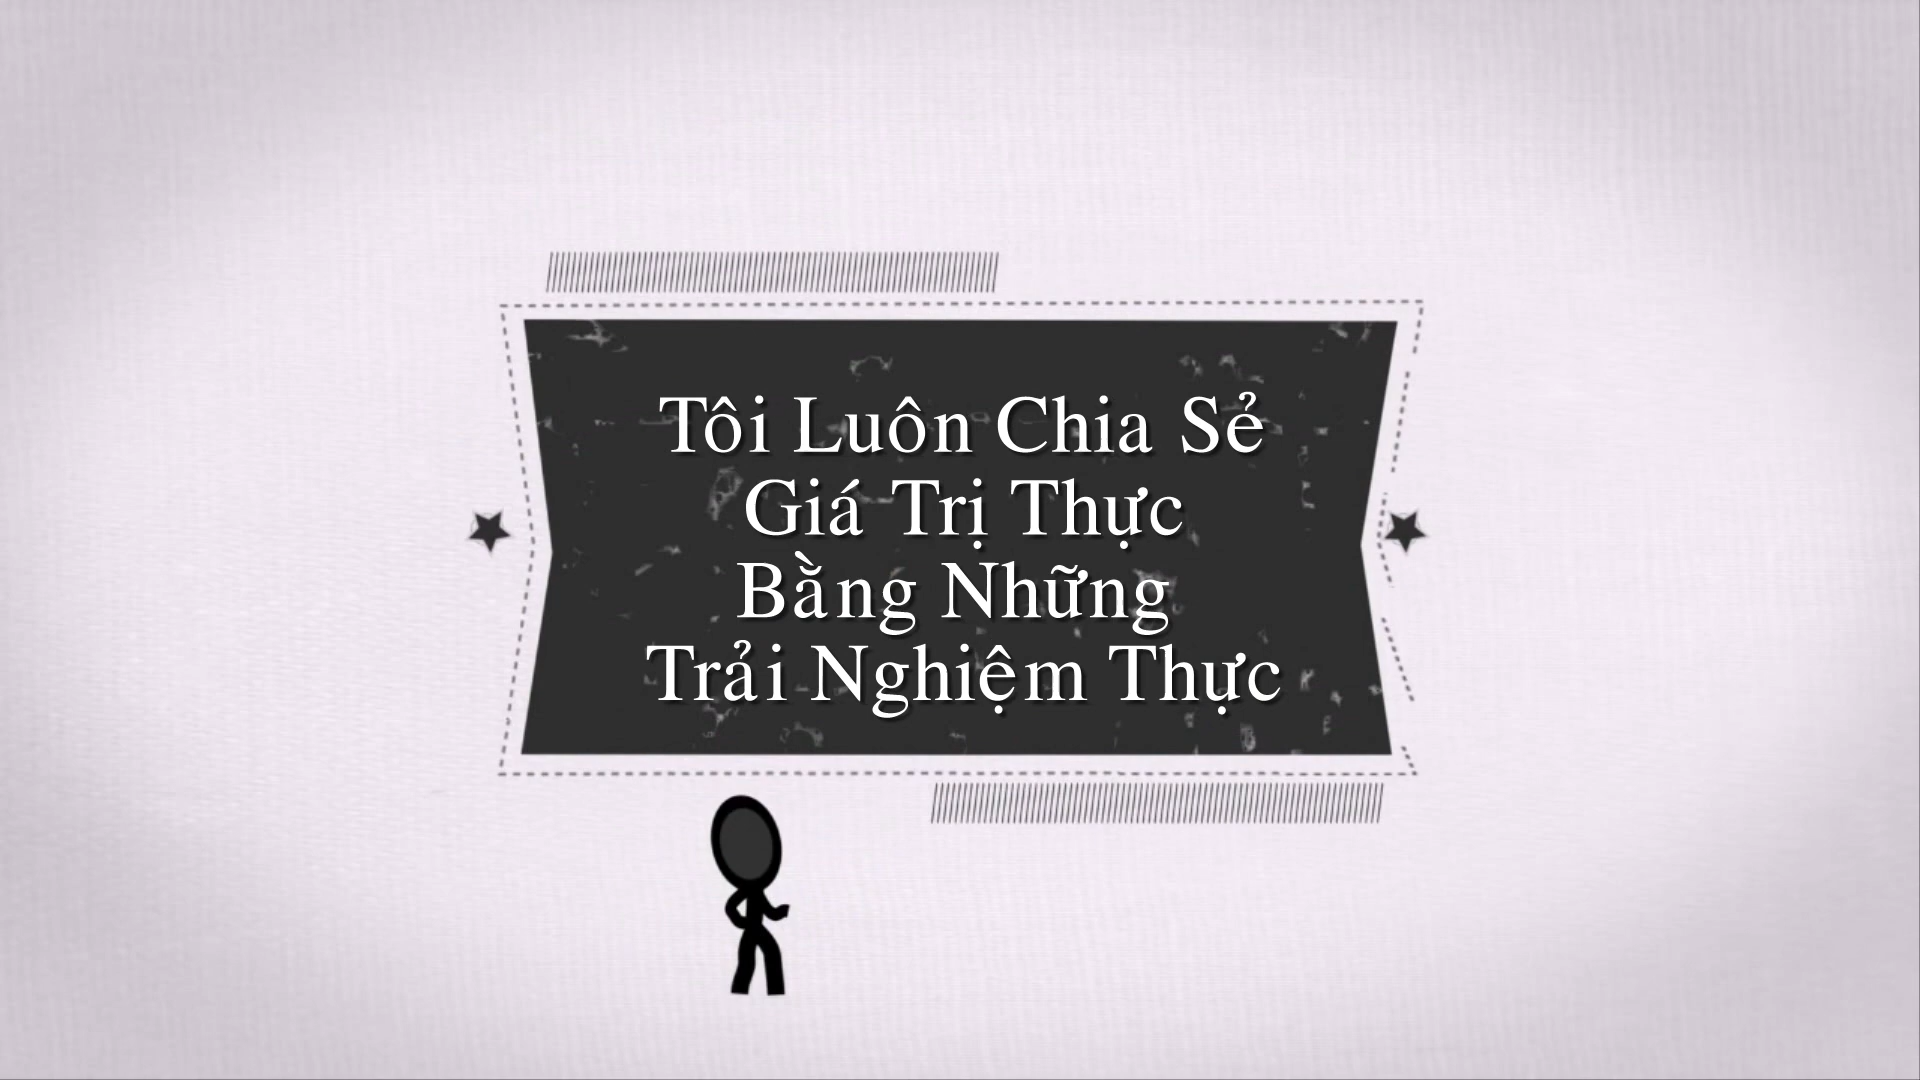 Tôi Luôn Chia Sẻ
Giá Trị Thực
Bằng Những
Trải Nghiệm Thực